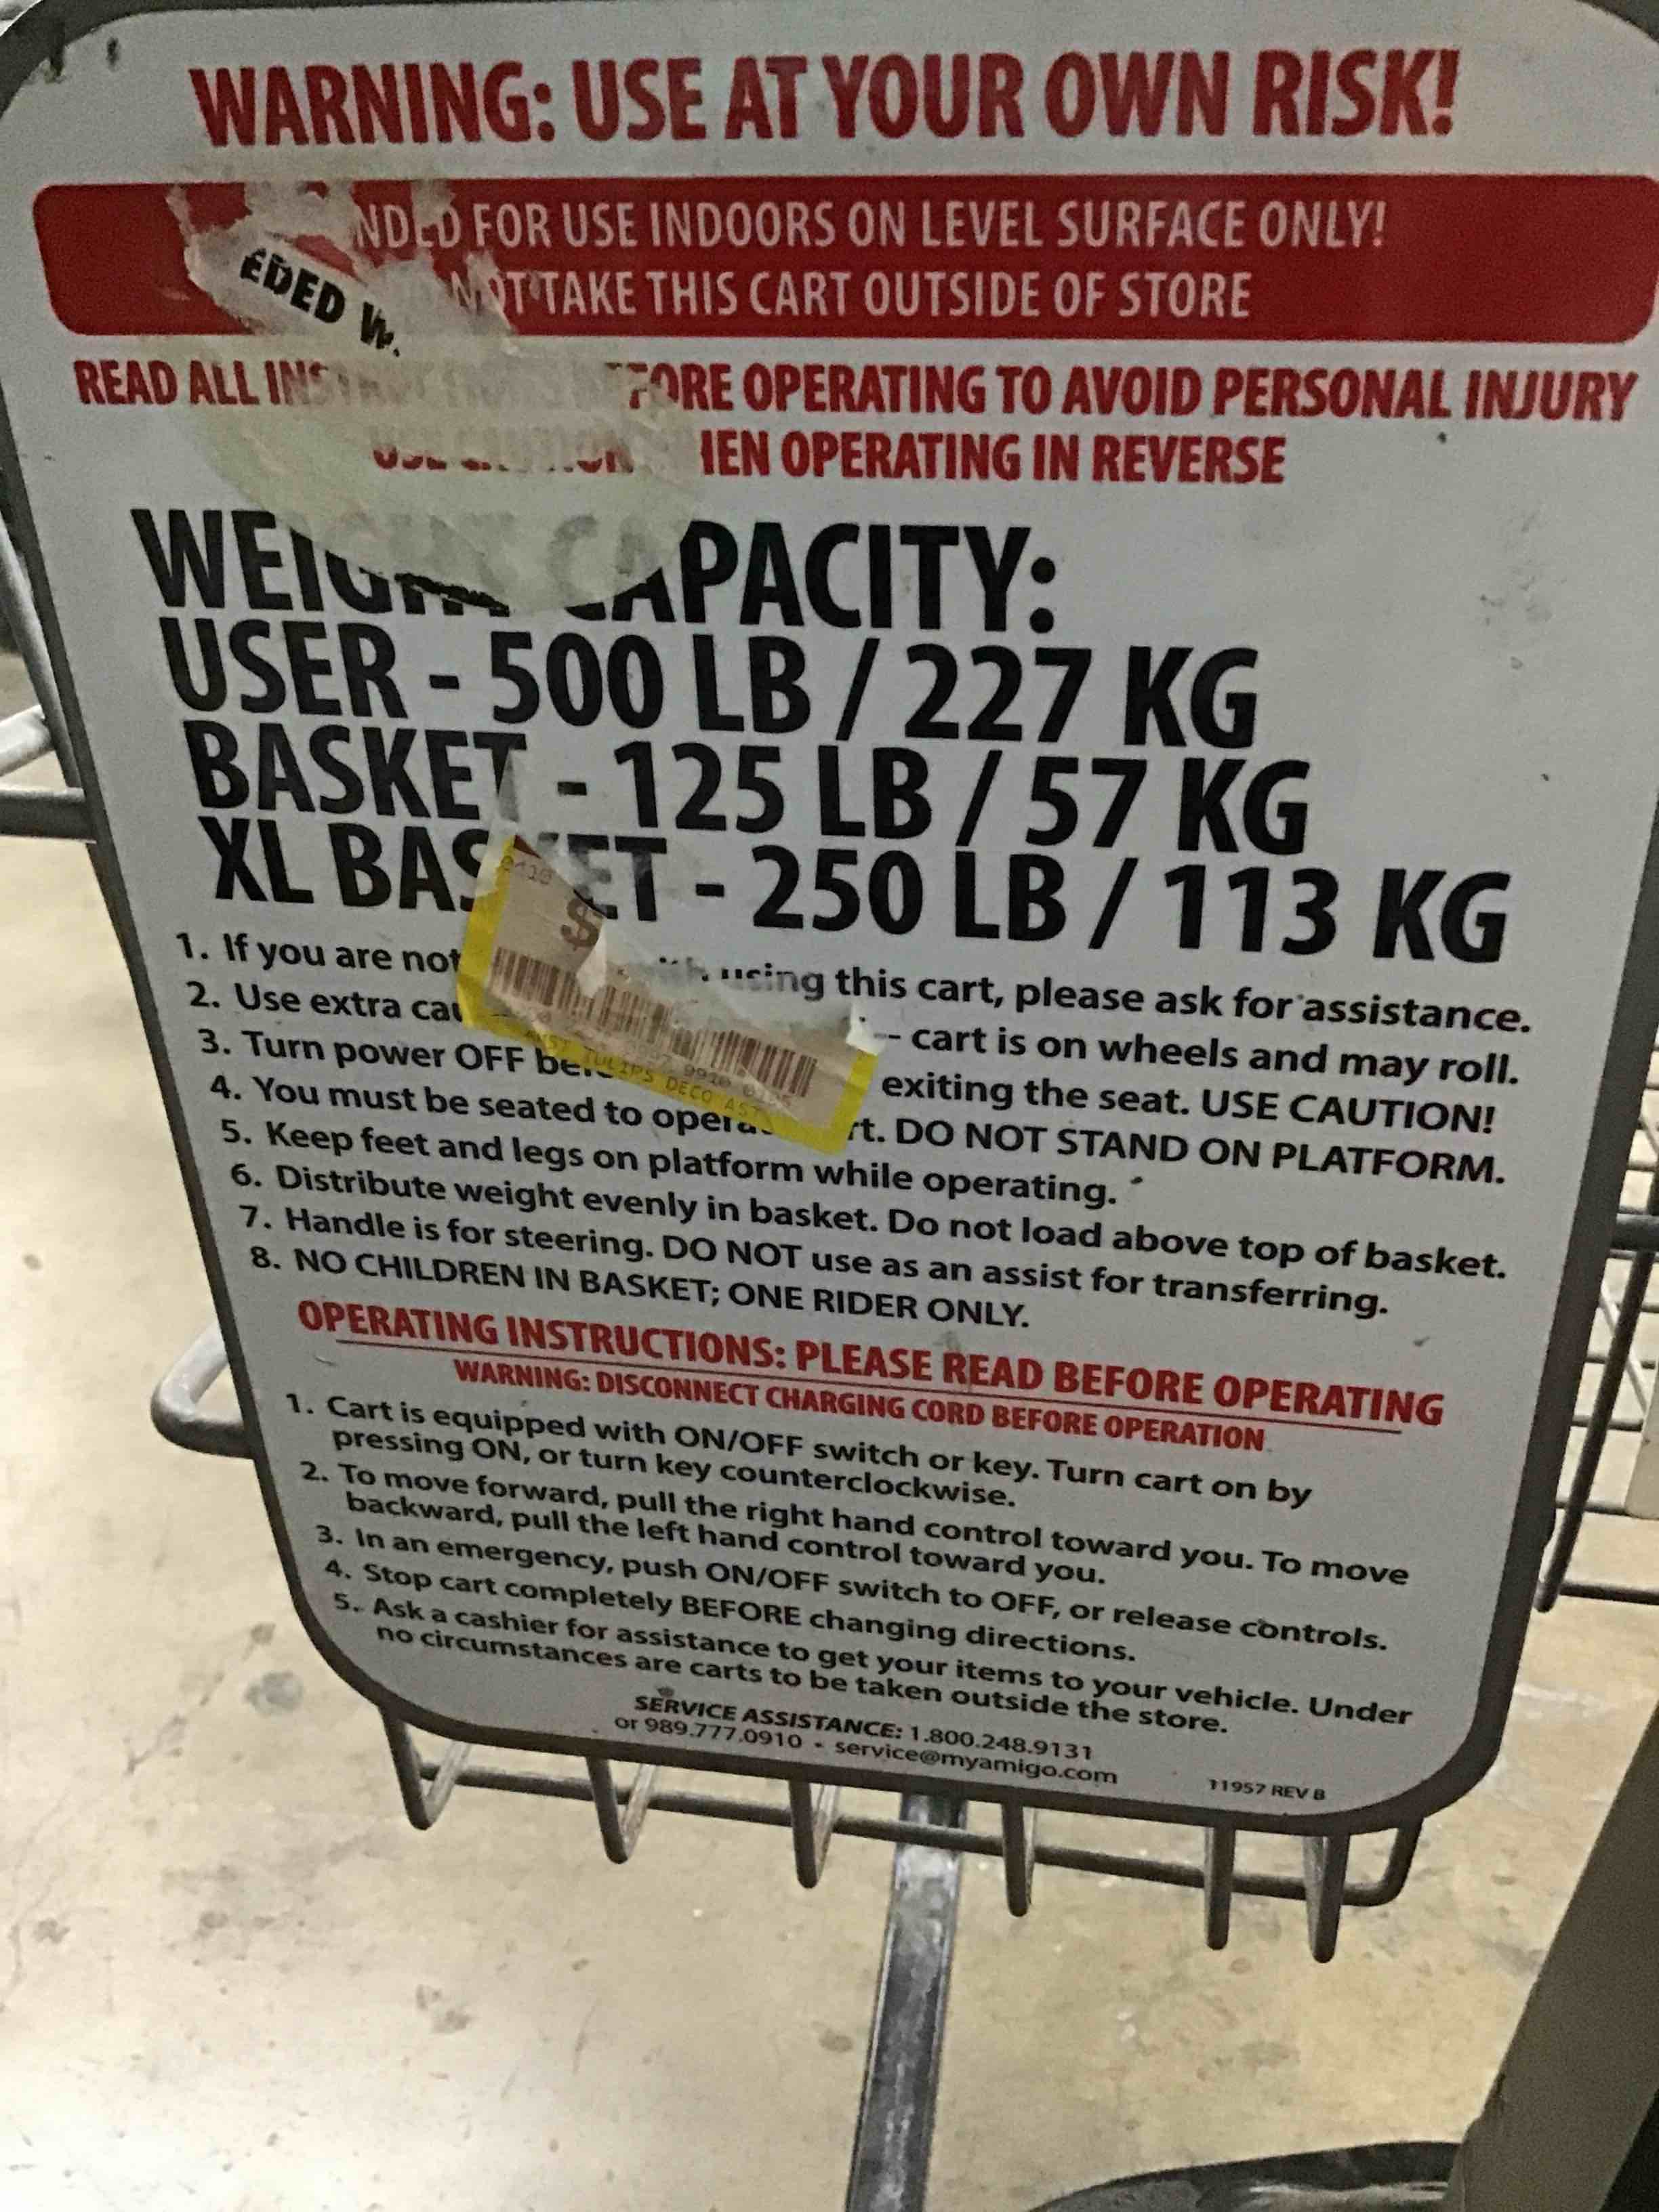 WARNING: USE AT YOUR OWN RISK!
FOR USE INDOORS ON LEVEL SURFACE ONLY!
NOT TAKE THIS CART OUTSIDE OF STORE
EDED W.
READ ALL OPERATING TO AVOID PERSONAL INJURY
OPERATING IN REVERSE
WEIGHT CAPACITY:
USER - 500 LB / 227 KG
BASKET - 125 LB / 57 KG
XL BASKET - 250 LB / 113 KG
$
TULIPS DECO AST
1. If you are not using this cart, please ask for assistance.
2. Use extra - cart is on wheels and may roll.
3. Turn power OFF exiting the seat. USE CAUTION!
4. You must be seated to DO NOT STAND ON PLATFORM.
5. Keep feet and legs on platform while operating.
6. Distribute weight evenly in basket. Do not load above top of basket.
7. Handle is for steering. DO NOT use as an assist for transferring.
8. NO CHILDREN IN BASKET; ONE RIDER ONLY.
OPERATING INSTRUCTIONS: PLEASE READ BEFORE OPERATING
WARNING: DISCONNECT CHARGING CORD BEFORE OPERATION
1. Cart is equipped with ON/OFF switch or key. Turn cart on by
pressing ON, or turn key counterclockwise.
2. To move forward, pull the right hand control toward you. To move
backward, pull the left hand control toward you.
3. In an emergency, push ON/OFF switch to OFF, or release controls.
4. Stop cart completely BEFORE changing directions.
5. Ask a cashier for assistance to get your items to your vehicle. Under
no circumstances are carts to be taken outside the store.
SERVICE ASSISTANCE: 1.800.248.9131
or 989.777.0910 • service@myamigo.com
11957 REV B